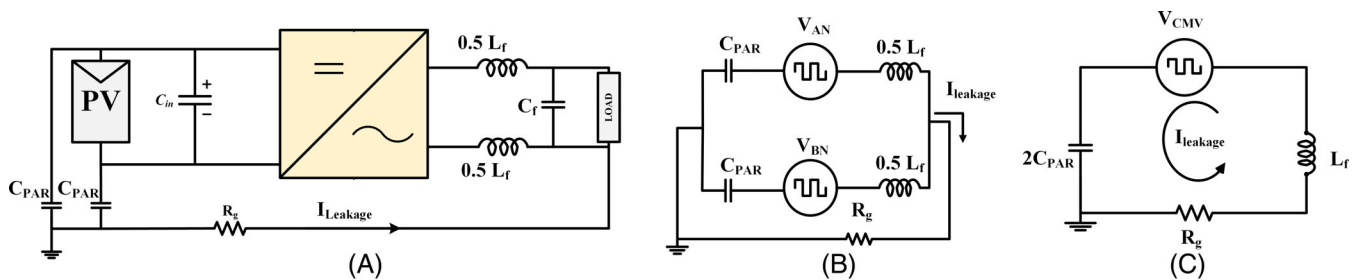 0.5 L_f
PV
C_in
+
−
C_f
LOAD
0.5 L_f
C_PAR
C_PAR
R_g
I_Leakage
(A)
V_AN
C_PAR
0.5 L_f
I_leakage
V_BN
C_PAR
0.5 L_f
R_g
(B)
V_CMV
I_leakage
2C_PAR
L_f
R_g
(C)